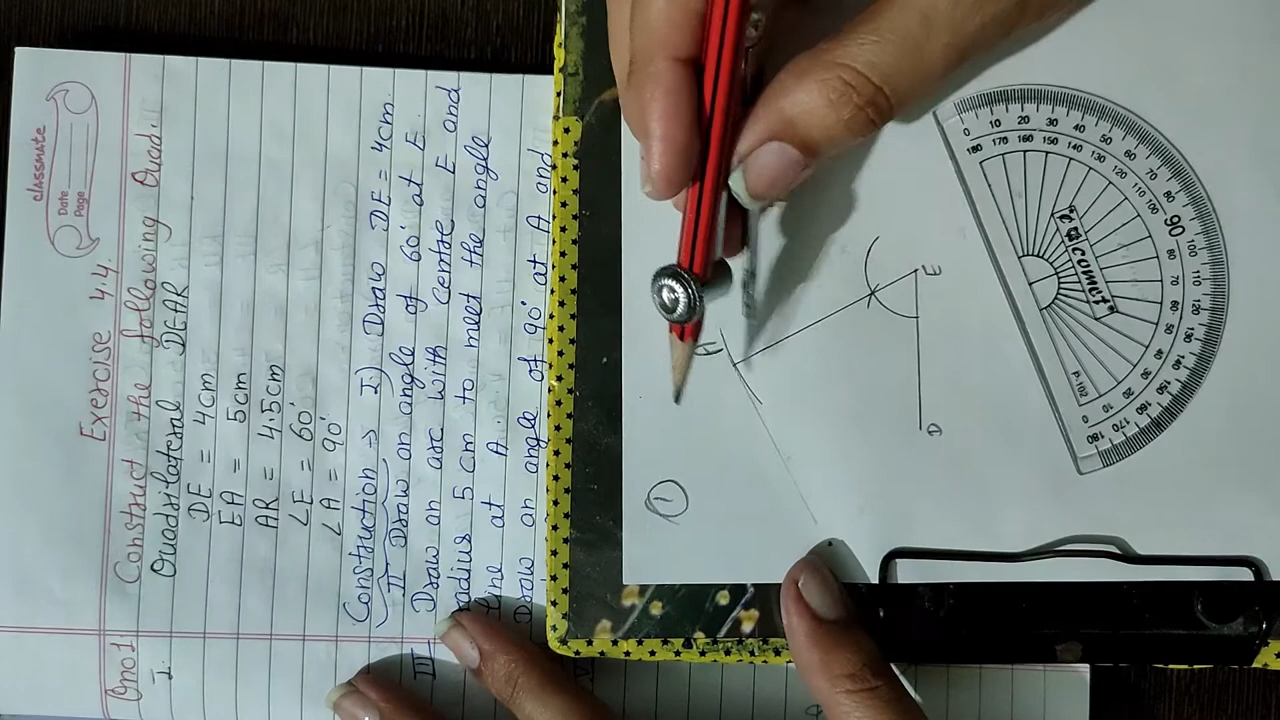 classmate
Date
Page
Exercise 4.4.
Qno1 Construct the following Quad.
I. Quadrilateral DEAR
DE = 4cm
EA = 5cm
AR = 4.5cm
∠E = 60°
∠A = 90°
Construction → I) Draw DE = 4cm.
II Draw an angle of 60° at E.
III Draw an arc with centre E and
radius 5 cm to meet the angle
line at A.
Draw an angle of 90° at A and
①
A
E
D
COMET
P-102
0 10 20 30 40 50 60 70 80 90 100 110 120 130 140 150 160 170 180
180 170 160 150 140 130 120 110 100 80 70 60 50 40 30 20 10 0